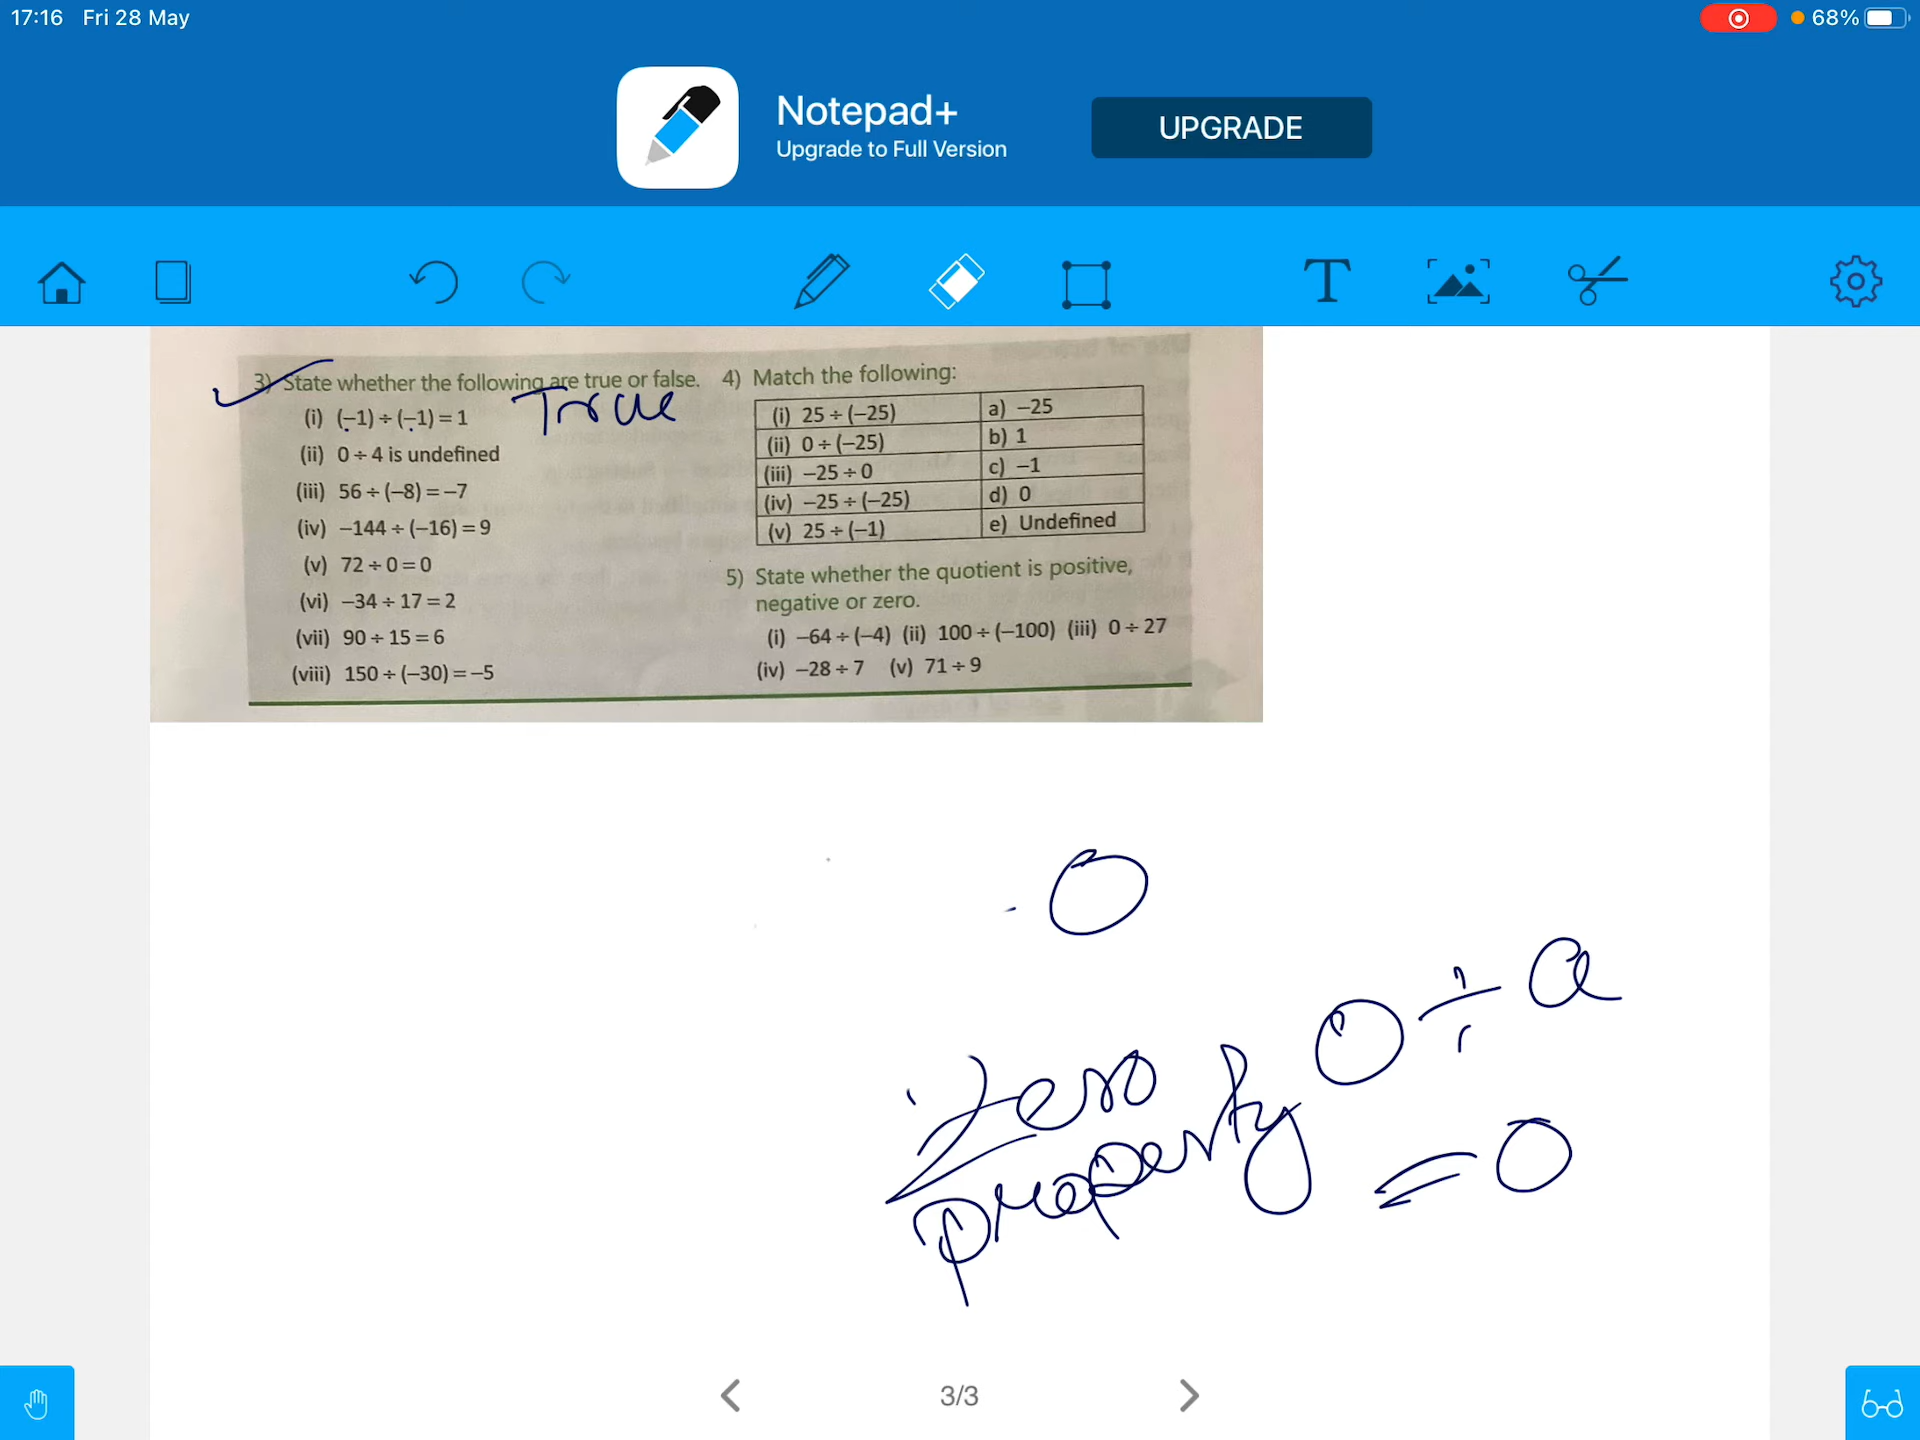 17:16 Fri 28 May
68%
Notepad+
Upgrade to Full Version
UPGRADE
T
3) State whether the following are true or false.
True
(i) (−1) ÷ (−1) = 1
(ii) 0 ÷ 4 is undefined
(iii) 56 ÷ (−8) = −7
(iv) −144 ÷ (−16) = 9
(v) 72 ÷ 0 = 0
(vi) −34 ÷ 17 = 2
(vii) 90 ÷ 15 = 6
(viii) 150 ÷ (−30) = −5
4) Match the following:
(i) 25 ÷ (−25) a) −25
(ii) 0 ÷ (−25) b) 1
(iii) −25 ÷ 0 c) −1
(iv) −25 ÷ (−25) d) 0
(v) 25 ÷ (−1) e) Undefined
5) State whether the quotient is positive,
negative or zero.
(i) −64 ÷ (−4) (ii) 100 ÷ (−100) (iii) 0 ÷ 27
(iv) −28 ÷ 7 (v) 71 ÷ 9
0
Zero
property
0 ÷ a
= 0
3/3